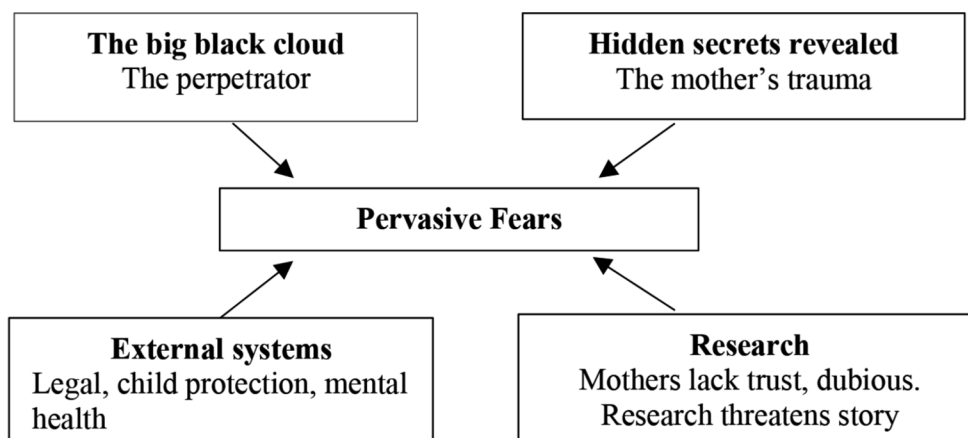 The big black cloud
The perpetrator
Hidden secrets revealed
The mother’s trauma
Pervasive Fears
External systems
Legal, child protection, mental
health
Research
Mothers lack trust, dubious.
Research threatens story